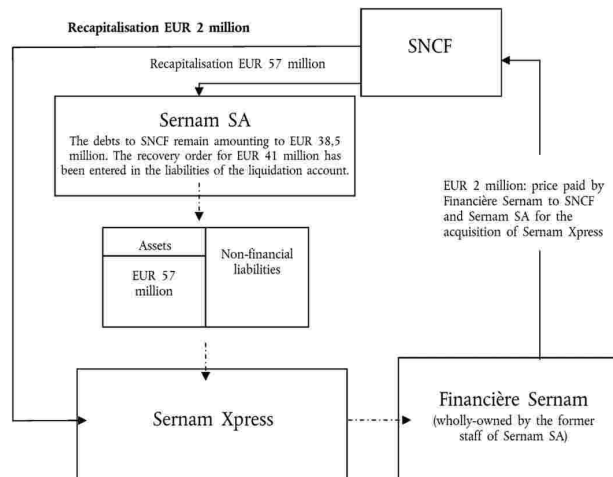 Recapitalisation EUR 2 million
SNCF
Recapitalisation EUR 57 million
Sernam SA
The debts to SNCF remain amounting to EUR 38,5
million. The recovery order for EUR 41 million has
been entered in the liabilities of the liquidation account.
EUR 2 million: price paid by
Financière Sernam to SNCF
and Sernam SA for the
acquisition of Sernam Xpress
Assets
EUR 57
million
Non-financial
liabilities
Sernam Xpress
Financière Sernam
(wholly-owned by the former
staff of Sernam SA)